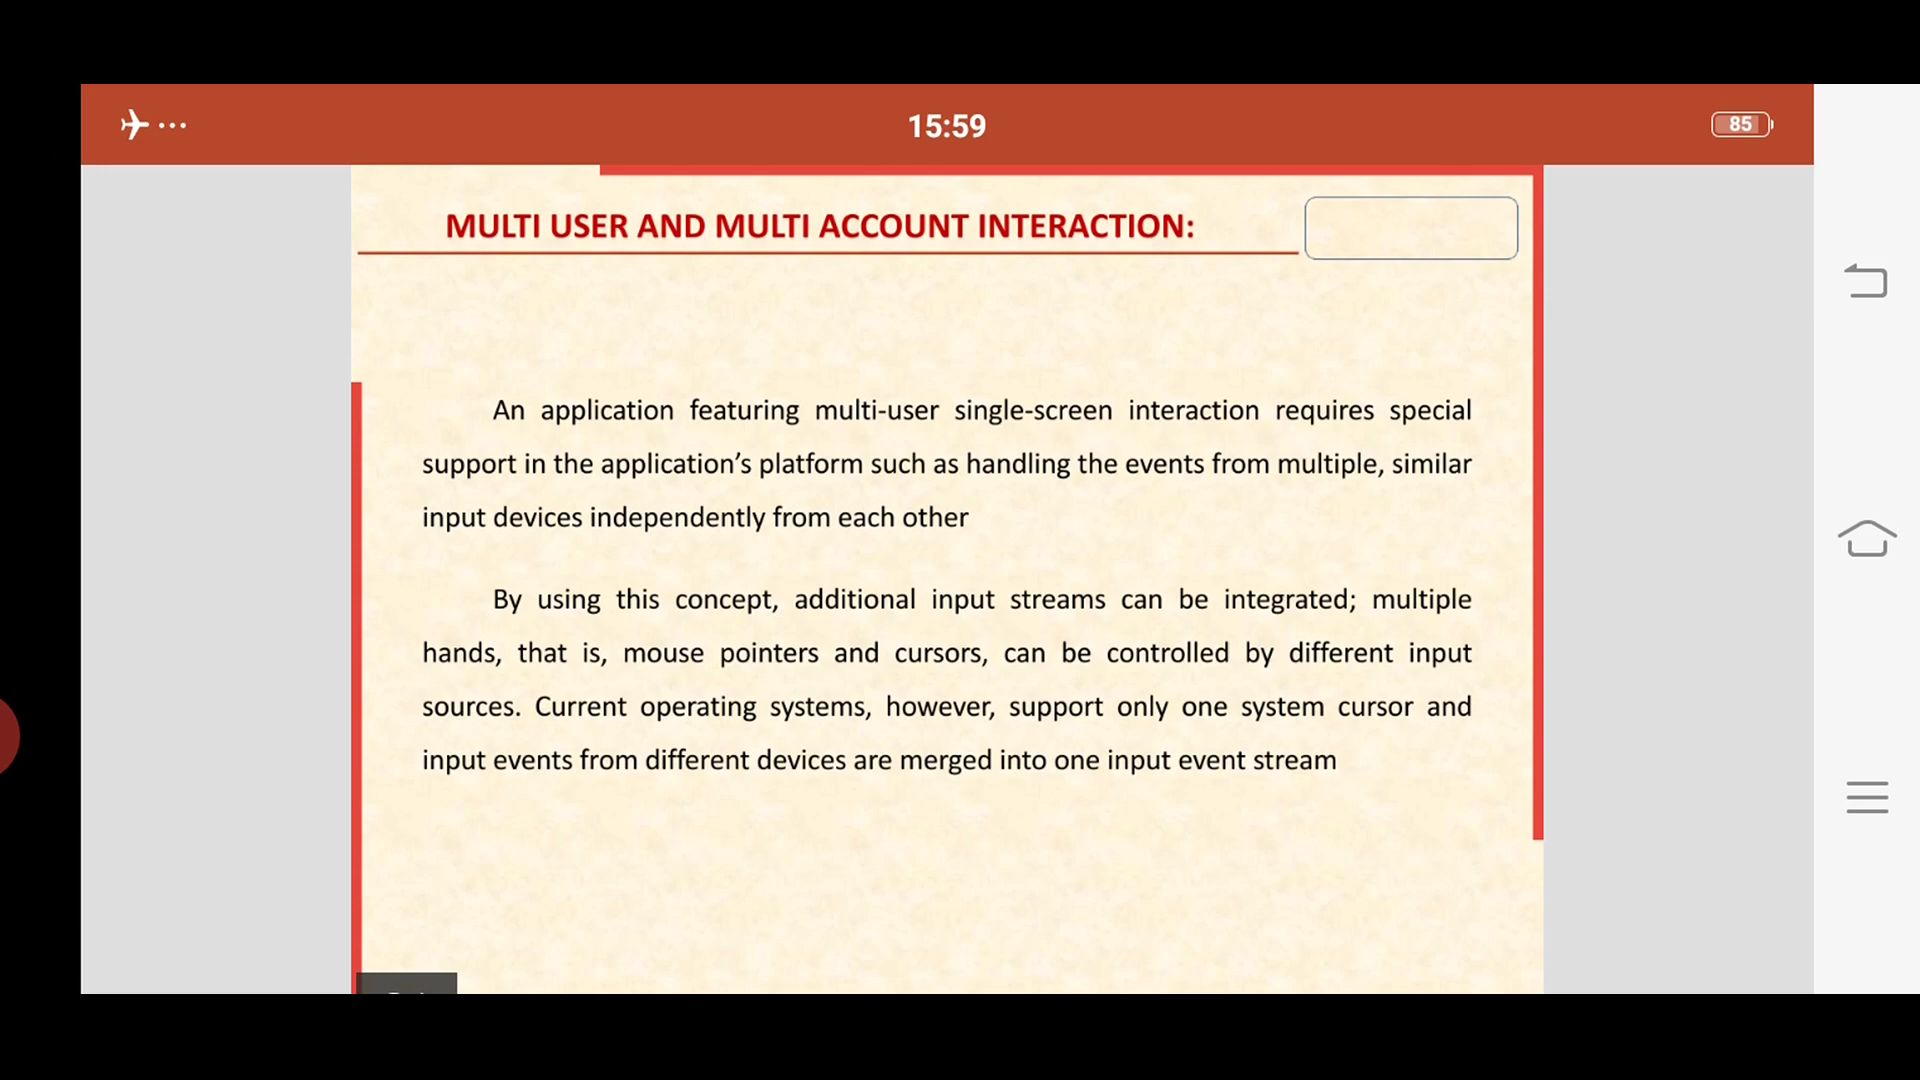 15:59
85
MULTI USER AND MULTI ACCOUNT INTERACTION:
An application featuring multi-user single-screen interaction requires special
support in the application’s platform such as handling the events from multiple, similar
input devices independently from each other
By using this concept, additional input streams can be integrated; multiple
hands, that is, mouse pointers and cursors, can be controlled by different input
sources. Current operating systems, however, support only one system cursor and
input events from different devices are merged into one input event stream